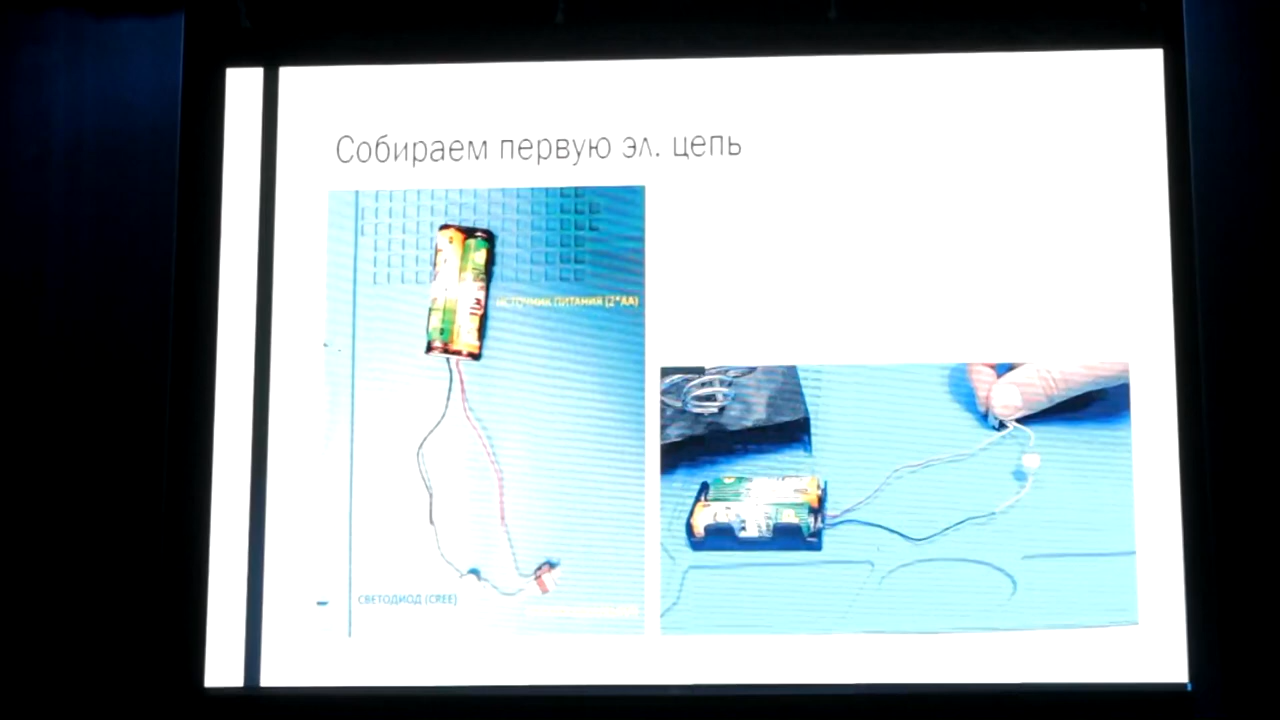 Собираем первую эл. цепь
ИСТОЧНИК ПИТАНИЯ (2*AA)
СВЕТОДИОД (CREE)